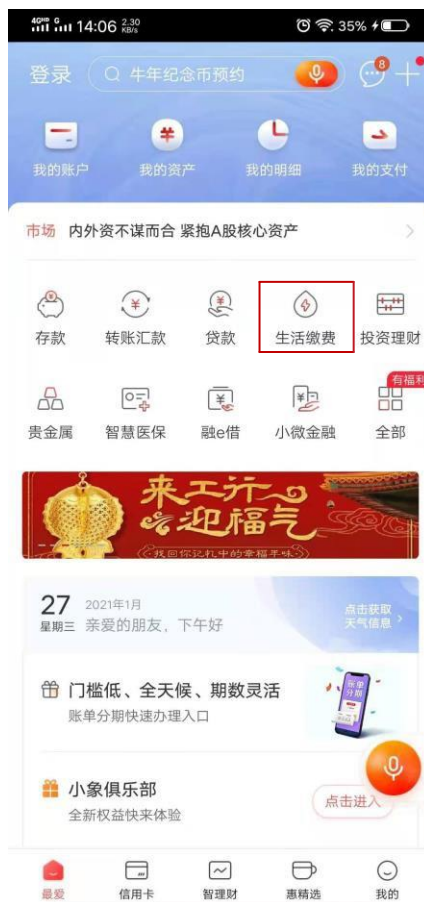 4GHD G 14:06 2.30 KB/s 35%
登录 牛年纪念币预约 8
我的账户 我的资产 我的明细 我的支付
市场 内外资不谋而合 紧抱A股核心资产
存款 转账汇款 贷款 生活缴费 投资理财
有福利
贵金属 智慧医保 融e借 小微金融 全部
来工行
迎福气
找回你记忆中的幸福年味
27 2021年1月 点击获取
星期三 亲爱的朋友，下午好 天气信息
门槛低、全天候、期数灵活
账单分期快速办理入口
账单
分期
小象俱乐部
全新权益快来体验
点击进入
最爱 信用卡 智理财 惠精选 我的